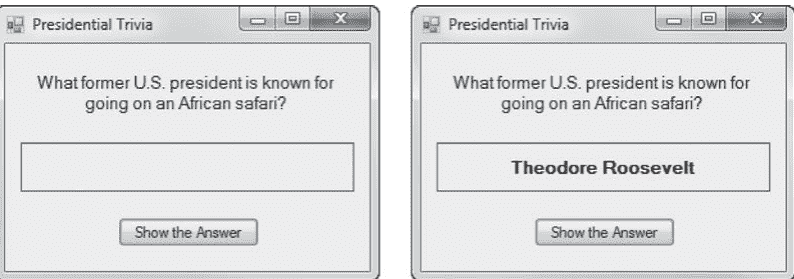 Presidential Trivia
What former U.S. president is known for
going on an African safari?
Show the Answer
Presidential Trivia
What former U.S. president is known for
going on an African safari?
Theodore Roosevelt
Show the Answer